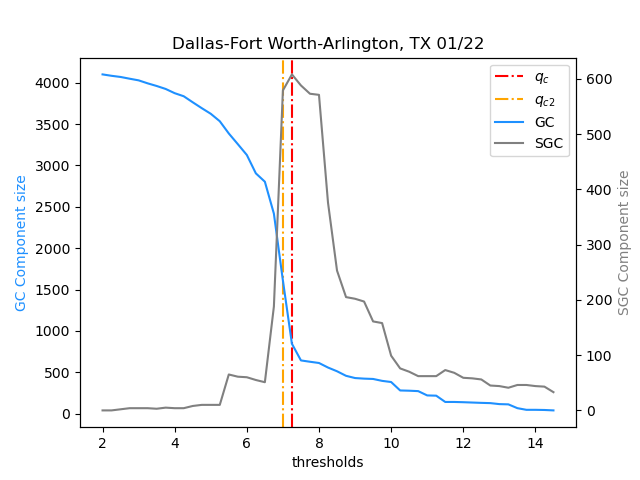 Dallas-Fort Worth-Arlington, TX 01/22
GC Component size
4000
3500
3000
2500
2000
1500
1000
500
0
600
500
400
300
200
100
0
SGC Component size
q_c
q_c2
GC
SGC
2 4 6 8 10 12 14
thresholds